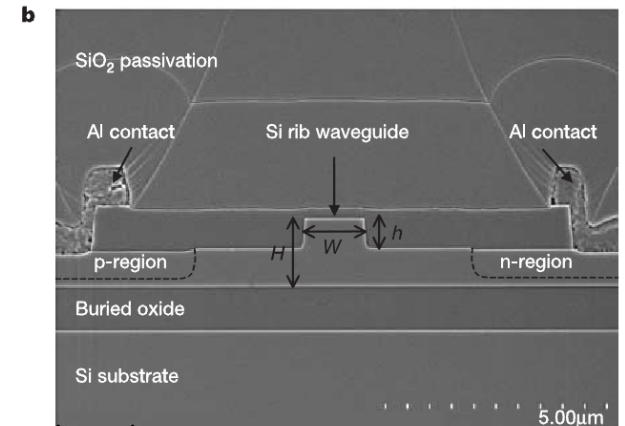 b
SiO₂ passivation
Al contact
Si rib waveguide
Al contact
H
W
h
p-region
n-region
Buried oxide
Si substrate
5.00µm